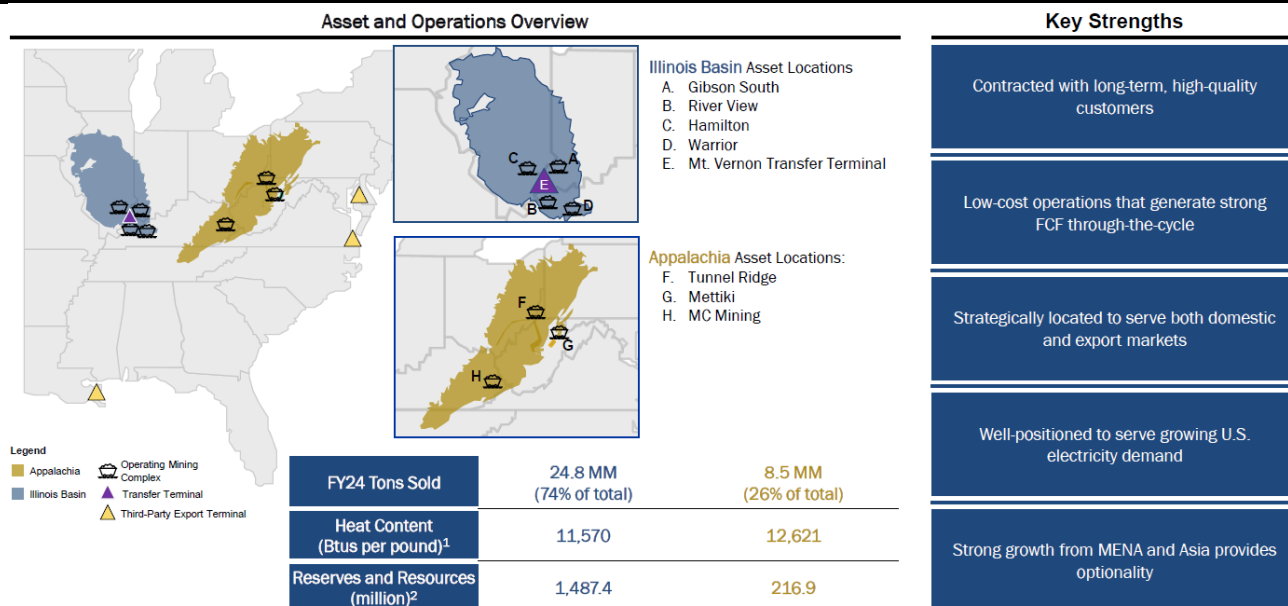 Asset and Operations Overview
Illinois Basin Asset Locations
A. Gibson South
B. River View
C. Hamilton
D. Warrior
E. Mt. Vernon Transfer Terminal
C
A
E
B
D
Appalachia Asset Locations:
F. Tunnel Ridge
G. Mettiki
H. MC Mining
F
G
H
Legend
Appalachia
Operating Mining
Complex
Illinois Basin
Transfer Terminal
Third-Party Export Terminal
FY24 Tons Sold
24.8 MM
(74% of total)
8.5 MM
(26% of total)
Heat Content
(Btus per pound)1
11,570
12,621
Reserves and Resources
(million)2
1,487.4
216.9
Key Strengths
Contracted with long-term, high-quality
customers
Low-cost operations that generate strong
FCF through-the-cycle
Strategically located to serve both domestic
and export markets
Well-positioned to serve growing U.S.
electricity demand
Strong growth from MENA and Asia provides
optionality